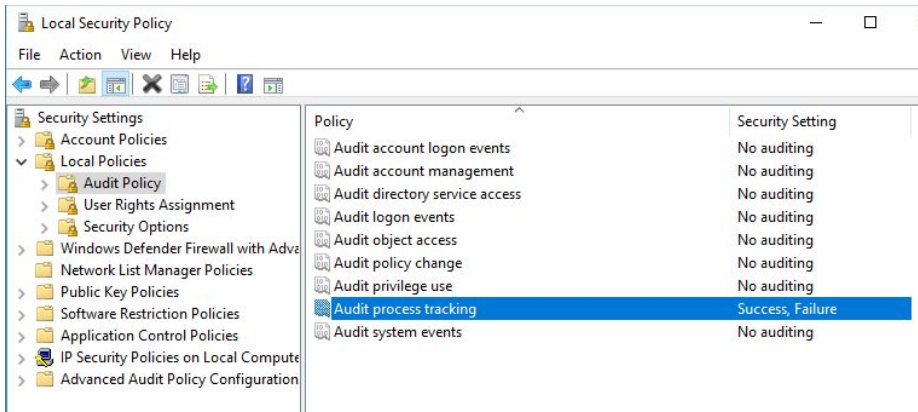 Local Security Policy
File Action View Help
Security Settings
Account Policies
Local Policies
Audit Policy
User Rights Assignment
Security Options
Windows Defender Firewall with Adva
Network List Manager Policies
Public Key Policies
Software Restriction Policies
Application Control Policies
IP Security Policies on Local Compute
Advanced Audit Policy Configuration
Policy Security Setting
Audit account logon events No auditing
Audit account management No auditing
Audit directory service access No auditing
Audit logon events No auditing
Audit object access No auditing
Audit policy change No auditing
Audit privilege use No auditing
Audit process tracking Success, Failure
Audit system events No auditing